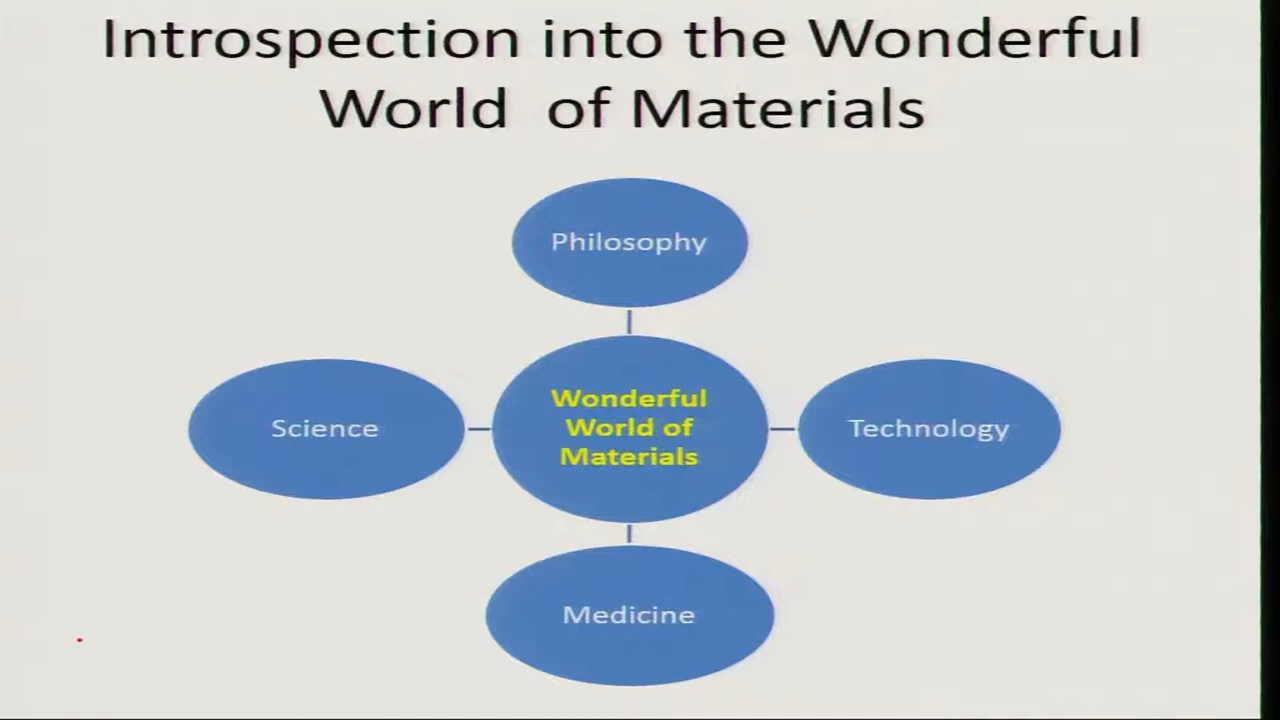 Introspection into the Wonderful
World of Materials
Philosophy
Science
Wonderful
World of
Materials
Technology
Medicine